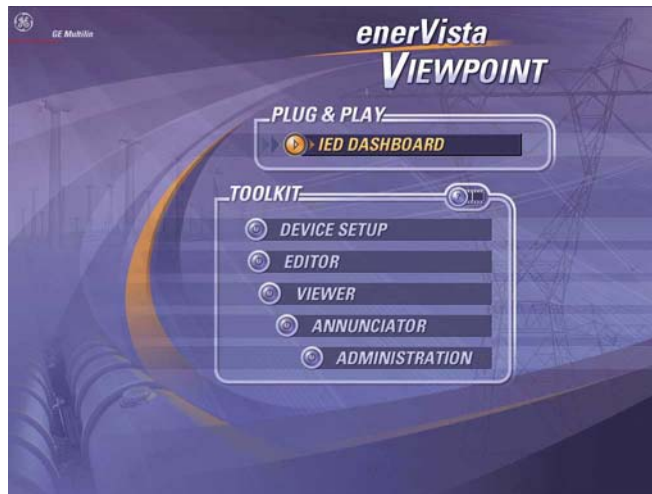 GE Multilin
enerVista
VIEWPOINT
PLUG & PLAY
IED DASHBOARD
TOOLKIT
DEVICE SETUP
EDITOR
VIEWER
ANNUNCIATOR
ADMINISTRATION